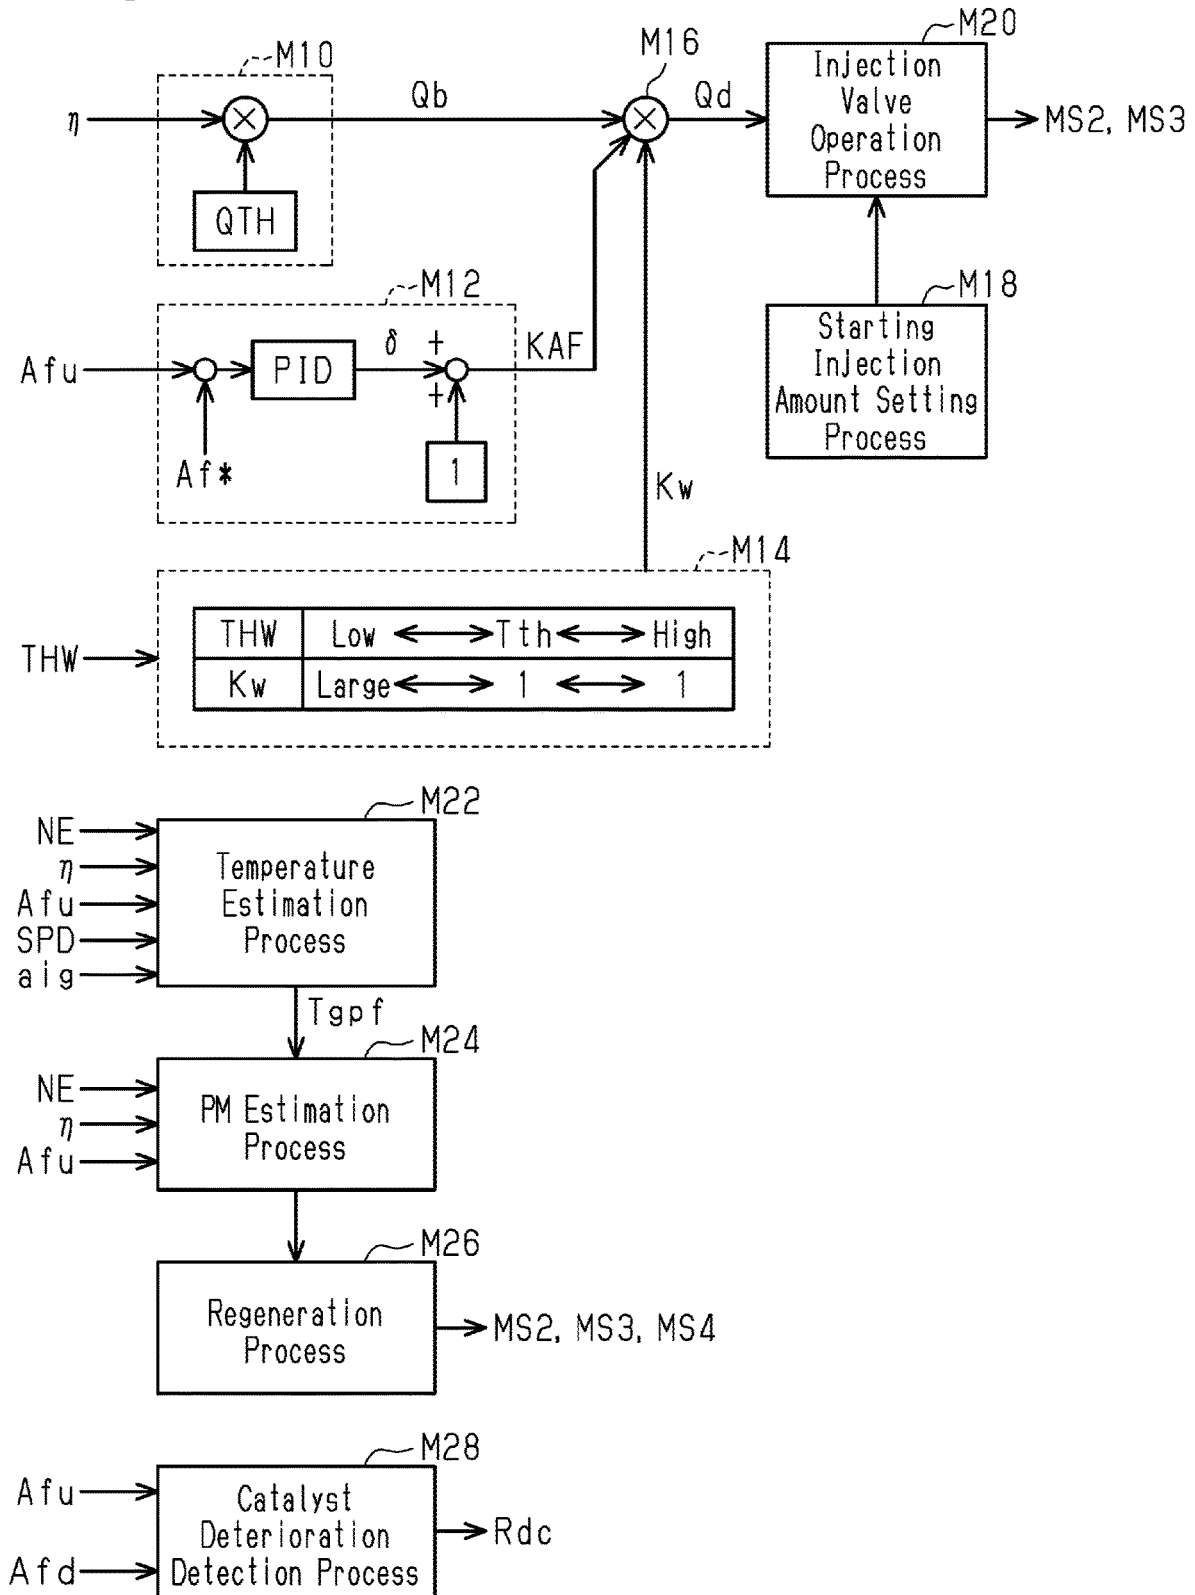 M10
η
×
QTH
Qb
M16
×
Qd
M20
Injection
Valve
Operation
Process
MS2, MS3
M18
Starting
Injection
Amount Setting
Process
M12
Afu
PID
δ
+
+
KAF
Af*
1
Kw
M14
THW
THW Low Tth High
Kw Large 1 1
M22
NE
η
Afu
SPD
aig
Temperature
Estimation
Process
Tgpf
M24
NE
η
Afu
PM Estimation
Process
M26
Regeneration
Process
MS2, MS3, MS4
M28
Afu
Afd
Catalyst
Deterioration
Detection Process
Rdc